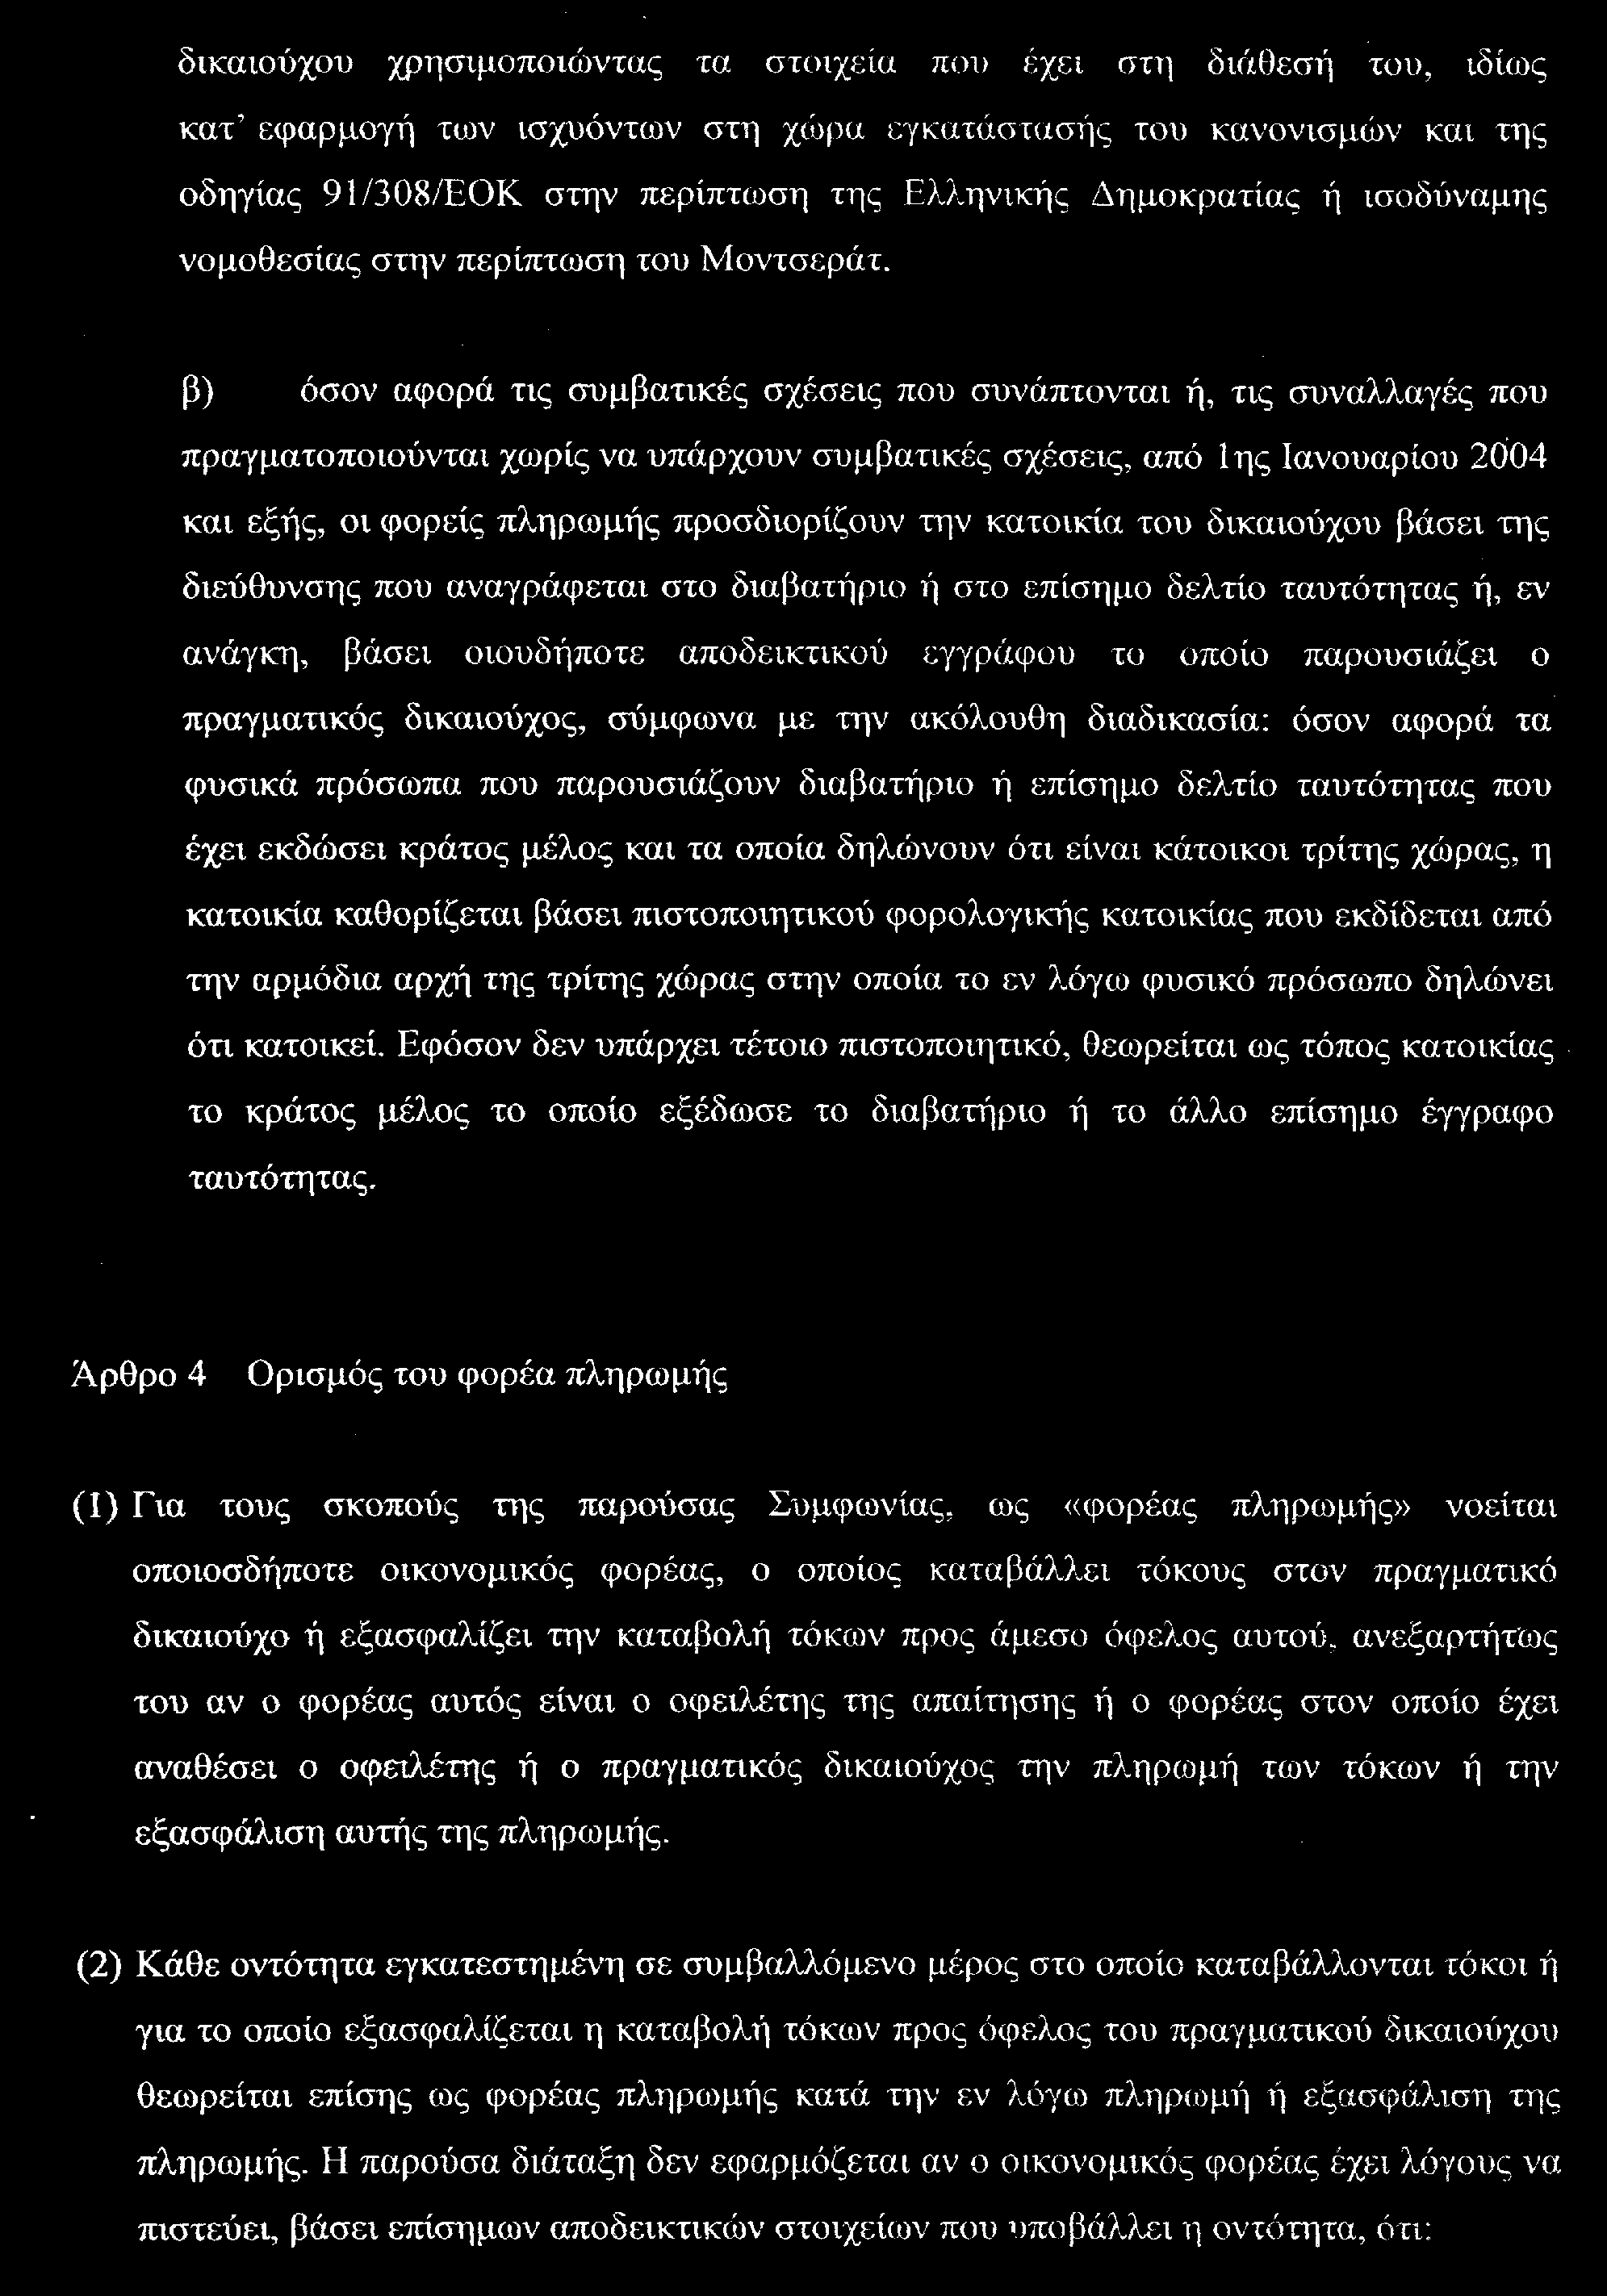 δικαιούχου χρησιμοποιώντας τα στοιχεία που έχει στη διάθεσή του, ιδίως
κατ’ εφαρμογή των ισχυόντων στη χώρα εγκατάστασής του κανονισμών και της
οδηγίας 91/308/ΕΟΚ στην περίπτωση της Ελληνικής Δημοκρατίας ή ισοδύναμης
νομοθεσίας στην περίπτωση του Μοντσεράτ.
β) όσον αφορά τις συμβατικές σχέσεις που συνάπτονται ή, τις συναλλαγές που
πραγματοποιούνται χωρίς να υπάρχουν συμβατικές σχέσεις, από 1ης Ιανουαρίου 2004
και εξής, οι φορείς πληρωμής προσδιορίζουν την κατοικία του δικαιούχου βάσει της
διεύθυνσης που αναγράφεται στο διαβατήριο ή στο επίσημο δελτίο ταυτότητας ή, εν
ανάγκη, βάσει οιουδήποτε αποδεικτικού εγγράφου το οποίο παρουσιάζει ο
πραγματικός δικαιούχος, σύμφωνα με την ακόλουθη διαδικασία: όσον αφορά τα
φυσικά πρόσωπα που παρουσιάζουν διαβατήριο ή επίσημο δελτίο ταυτότητας που
έχει εκδώσει κράτος μέλος και τα οποία δηλώνουν ότι είναι κάτοικοι τρίτης χώρας, η
κατοικία καθορίζεται βάσει πιστοποιητικού φορολογικής κατοικίας που εκδίδεται από
την αρμόδια αρχή της τρίτης χώρας στην οποία το εν λόγω φυσικό πρόσωπο δηλώνει
ότι κατοικεί. Εφόσον δεν υπάρχει τέτοιο πιστοποιητικό, θεωρείται ως τόπος κατοικίας
το κράτος μέλος το οποίο εξέδωσε το διαβατήριο ή το άλλο επίσημο έγγραφο
ταυτότητας.
Άρθρο 4 Ορισμός του φορέα πληρωμής
(1) Για τους σκοπούς της παρούσας Συμφωνίας, ως «φορέας πληρωμής» νοείται
οποιοσδήποτε οικονομικός φορέας, ο οποίος καταβάλλει τόκους στον πραγματικό
δικαιούχο ή εξασφαλίζει την καταβολή τόκων προς άμεσο όφελος αυτού, ανεξαρτήτως
του αν ο φορέας αυτός είναι ο οφειλέτης της απαίτησης ή ο φορέας στον οποίο έχει
αναθέσει ο οφειλέτης ή ο πραγματικός δικαιούχος την πληρωμή των τόκων ή την
εξασφάλιση αυτής της πληρωμής.
(2) Κάθε οντότητα εγκατεστημένη σε συμβαλλόμενο μέρος στο οποίο καταβάλλονται τόκοι ή
για το οποίο εξασφαλίζεται η καταβολή τόκων προς όφελος του πραγματικού δικαιούχου
θεωρείται επίσης ως φορέας πληρωμής κατά την εν λόγω πληρωμή ή εξασφάλιση της
πληρωμής. Η παρούσα διάταξη δεν εφαρμόζεται αν ο οικονομικός φορέας έχει λόγους να
πιστεύει, βάσει επίσημων αποδεικτικών στοιχείων που υποβάλλει η οντότητα, ότι: